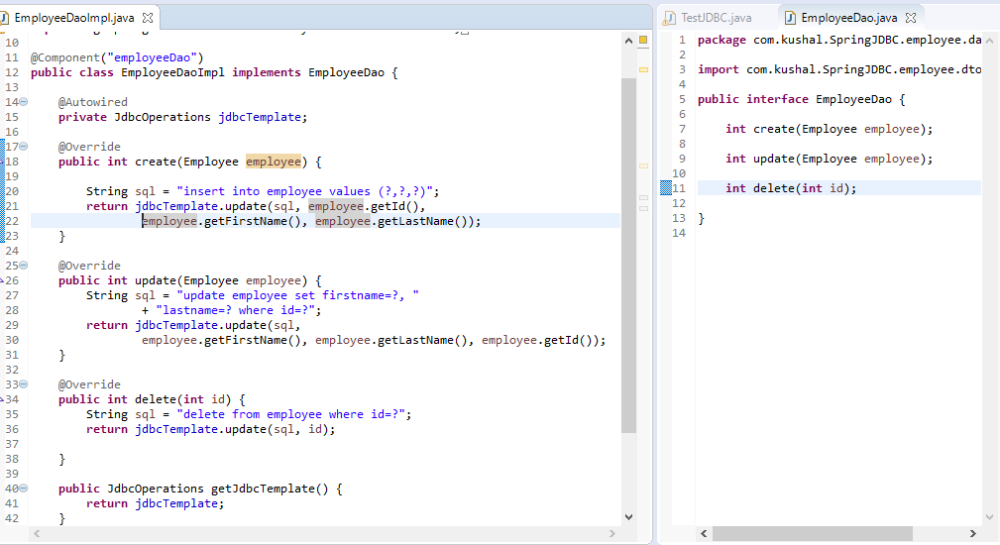 EmployeeDaoImpl.java
10
11 @Component("employeeDao")
12 public class EmployeeDaoImpl implements EmployeeDao {
13
14 @Autowired
15 private JdbcOperations jdbcTemplate;
16
17 @Override
18 public int create(Employee employee) {
19
20 String sql = "insert into employee values (?,?,?)";
21 return jdbcTemplate.update(sql, employee.getId(),
22 employee.getFirstName(), employee.getLastName());
23 }
24
25 @Override
26 public int update(Employee employee) {
27 String sql = "update employee set firstname=?, "
28 + "lastname=? where id=?";
29 return jdbcTemplate.update(sql,
30 employee.getFirstName(), employee.getLastName(), employee.getId());
31 }
32
33 @Override
34 public int delete(int id) {
35 String sql = "delete from employee where id=?";
36 return jdbcTemplate.update(sql, id);
37
38 }
39
40 public JdbcOperations getJdbcTemplate() {
41 return jdbcTemplate;
42 }
TestJDBC.java EmployeeDao.java
1 package com.kushal.SpringJDBC.employee.da
2
3 import com.kushal.SpringJDBC.employee.dto
4
5 public interface EmployeeDao {
6
7 int create(Employee employee);
8
9 int update(Employee employee);
10
11 int delete(int id);
12
13 }
14